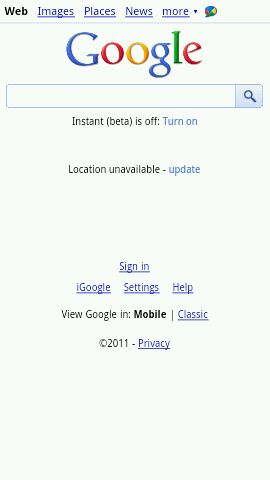 Web Images Places News more ▼
Google
Instant (beta) is off: Turn on
Location unavailable - update
Sign in
iGoogle Settings Help
View Google in: Mobile | Classic
©2011 - Privacy